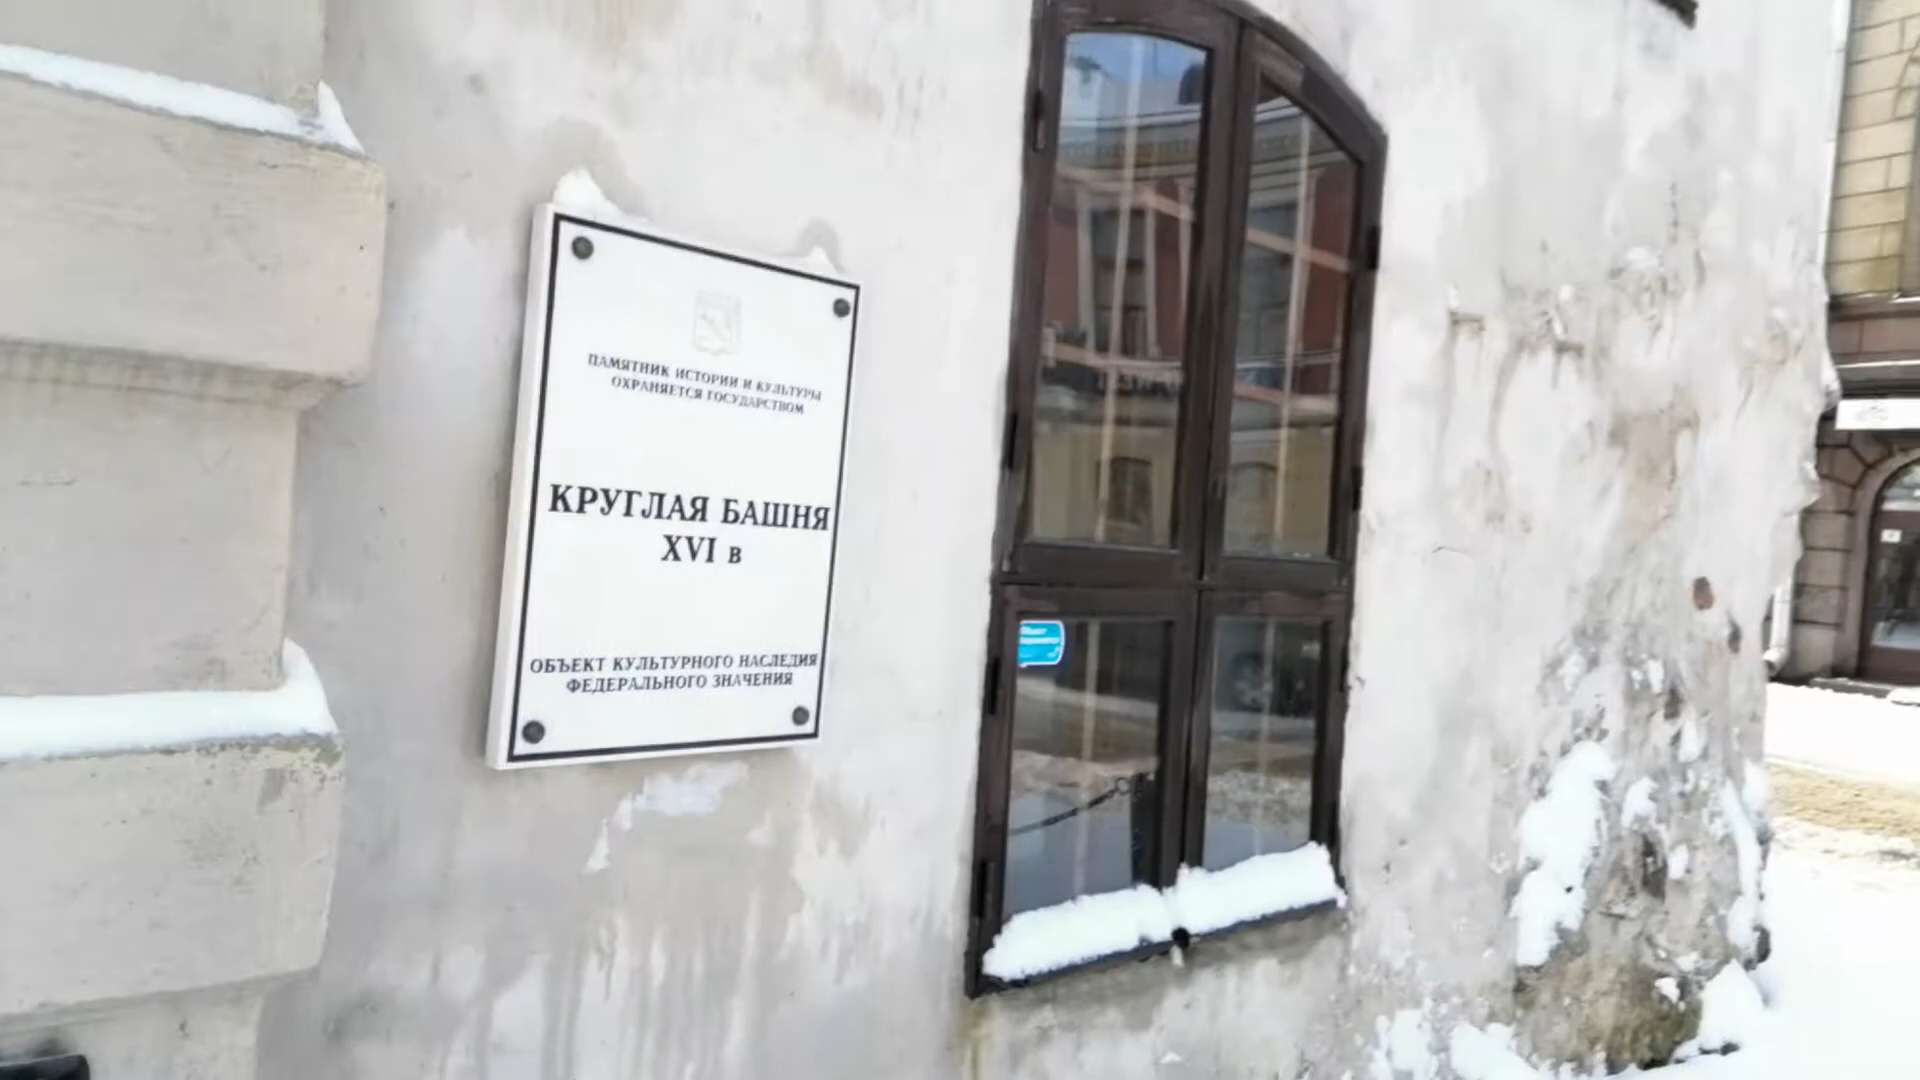 ПАМЯТНИК ИСТОРИИ И КУЛЬТУРЫ
ОХРАНЯЕТСЯ ГОСУДАРСТВОМ
КРУГЛАЯ БАШНЯ
XVI в
ОБЪЕКТ КУЛЬТУРНОГО НАСЛЕДИЯ
ФЕДЕРАЛЬНОГО ЗНАЧЕНИЯ